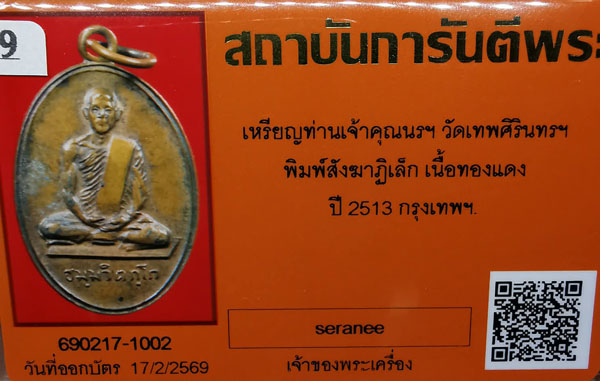 9
สถาบันการันตีพระ
เหรียญท่านเจ้าคุณนรฯ วัดเทพศิรินทรฯ
พิมพ์สังฆาฏิเล็ก เนื้อทองแดง
ปี 2513 กรุงเทพฯ.
690217-1002
วันที่ออกบัตร 17/2/2569
seranee
เจ้าของพระเครื่อง